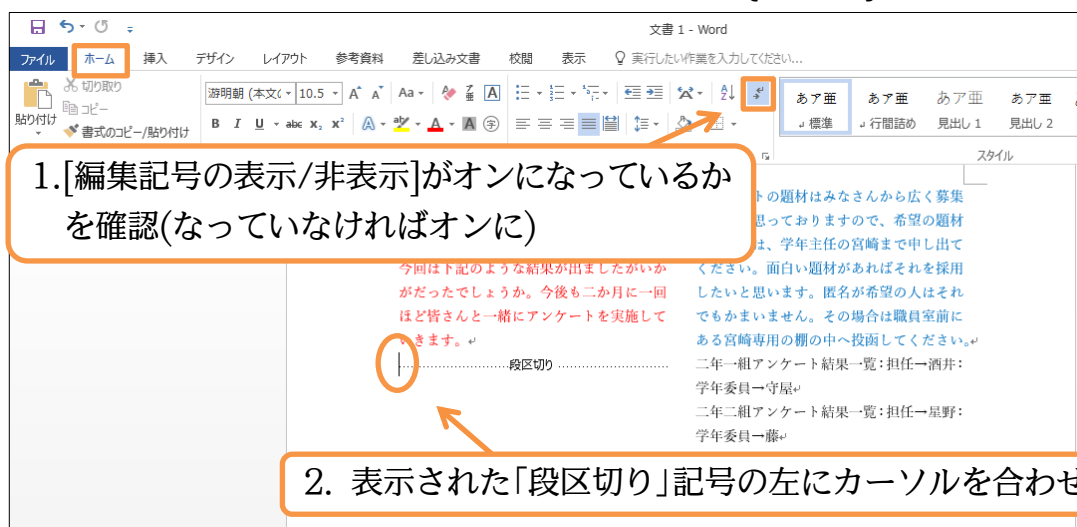 文書 1 - Word
ファイル ホーム 挿入 デザイン レイアウト 参考資料 差し込み文書 校閲 表示 実行したい作業を入力してください...
切り取り
コピー
貼り付け 書式のコピー/貼り付け
游明朝 (本文( 10.5
あア亜 あア亜 あア亜 あア亜
標準 行間詰め 見出し 1 見出し 2
スタイル
1.[編集記号の表示/非表示]がオンになっているか
を確認(なっていなければオンに)
トの題材はみなさんから広く募集
思っておりますので、希望の題材
は、学年主任の宮崎まで申し出て
ください。面白い題材があればそれを採用
したいと思います。匿名が希望の人はそれ
でもかまいません。その場合は職員室前に
ある宮崎専用の棚の中へ投函してください。
二年一組アンケート結果一覧:担任→酒井:
学年委員→守屋
二年二組アンケート結果一覧:担任→星野:
学年委員→藤
今回は下記のような結果が出ましたがいか
がだったでしょうか。今後も二か月に一回
ほど皆さんと一緒にアンケートを実施して
いきます。
段区切り
2. 表示された「段区切り」記号の左にカーソルを合わせ